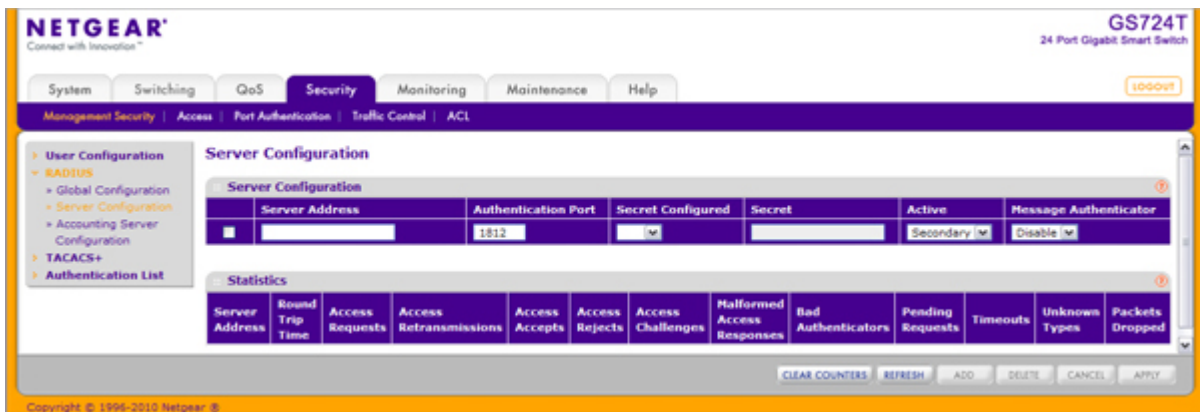 NETGEAR®
Connect with Innovation™
GS724T
24 Port Gigabit Smart Switch
System Switching QoS Security Monitoring Maintenance Help LOGOUT
Management Security | Access | Port Authentication | Traffic Control | ACL
User Configuration
RADIUS
» Global Configuration
» Server Configuration
» Accounting Server
Configuration
TACACS+
Authentication List
Server Configuration
Server Configuration
Server Address Authentication Port Secret Configured Secret Active Message Authenticator
1812 Secondary Disable
Statistics
Server Address Round Trip Time Access Requests Access Retransmissions Access Accepts Access Rejects Access Challenges Malformed Access Responses Bad Authenticators Pending Requests Timeouts Unknown Types Packets Dropped
CLEAR COUNTERS REFRESH ADD DELETE CANCEL APPLY
Copyright © 1996-2010 Netgear ®